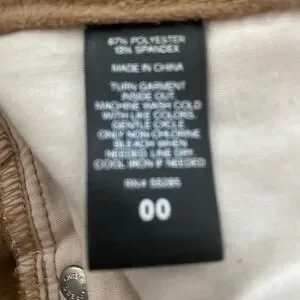 87% POLYESTER
13% SPANDEX
MADE IN CHINA
TURN GARMENT
INSIDE OUT
MACHINE WASH COLD
WITH LIKE COLORS.
GENTLE CYCLE
ONLY NON-CHLORINE
BLEACH WHEN
NEEDED. LINE DRY
COOL IRON IF NEEDED
RN#
00